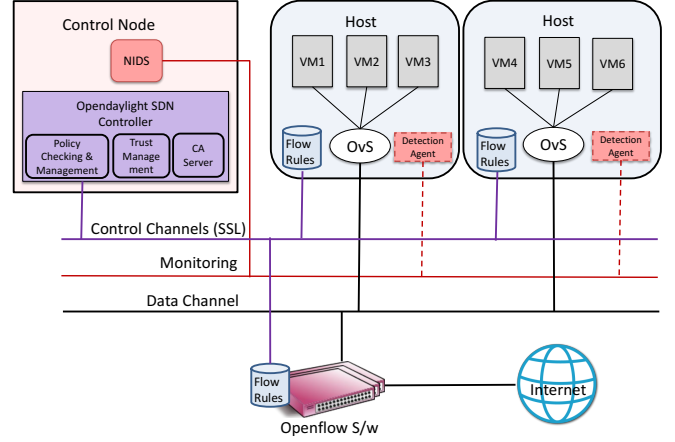 Control Node
NIDS
Opendaylight SDN
Controller
Policy
Checking &
Management
Trust
Manage
ment
CA
Server
Host
VM1
VM2
VM3
Flow
Rules
OvS
Detection
Agent
Host
VM4
VM5
VM6
Flow
Rules
OvS
Detection
Agent
Control Channels (SSL)
Monitoring
Data Channel
Flow
Rules
Openflow S/w
Internet